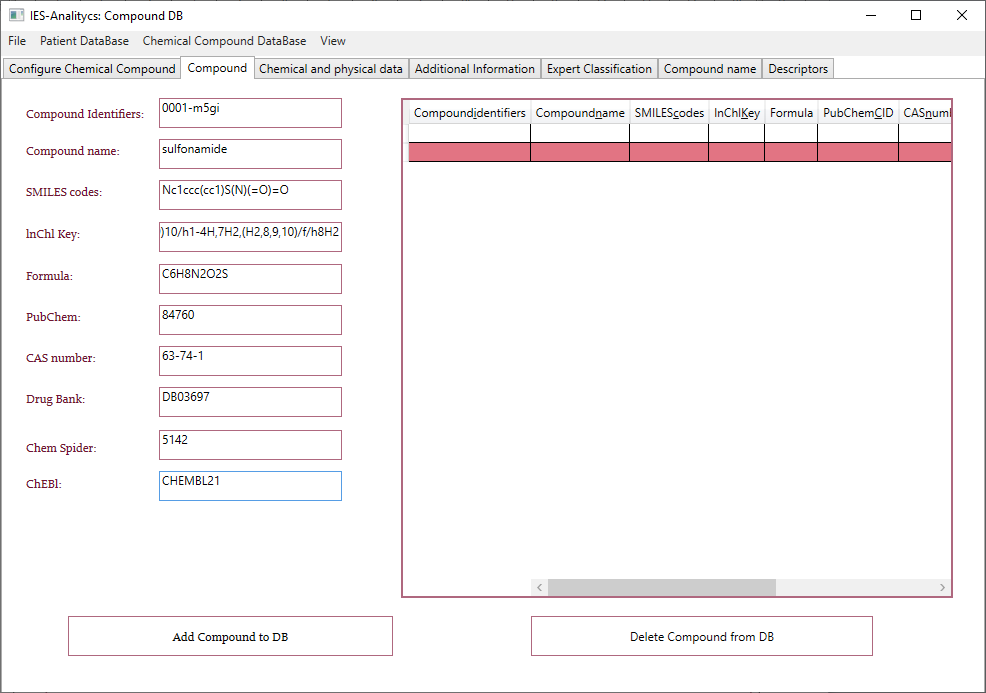 IES-Analitycs: Compound DB
File Patient DataBase Chemical Compound DataBase View
Configure Chemical Compound Compound Chemical and physical data Additional Information Expert Classification Compound name Descriptors
Compound Identifiers: 0001-m5gi
Compound name: sulfonamide
SMILES codes: Nc1ccc(cc1)S(N)(=O)=O
lnChl Key: )10/h1-4H,7H2,(H2,8,9,10)/f/h8H2
Formula: C6H8N2O2S
PubChem: 84760
CAS number: 63-74-1
Drug Bank: DB03697
Chem Spider: 5142
ChEBl: CHEMBL21
Compoundidentifiers Compoundname SMILEScodes InChlKey Formula PubChemCID CASnuml
Add Compound to DB Delete Compound from DB